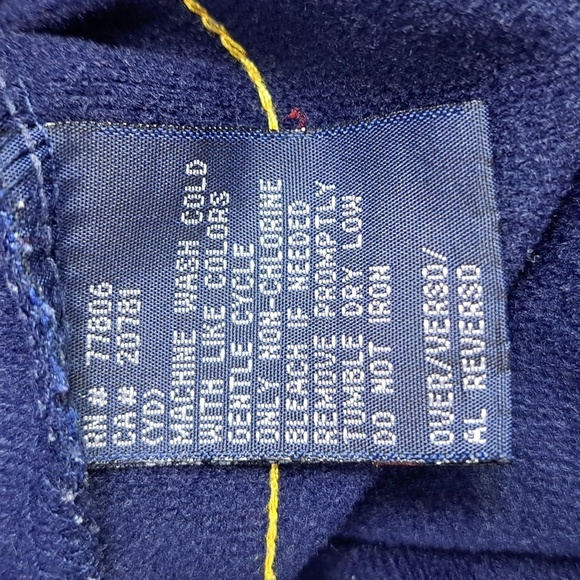 RN# 77806
CA# 20781
(YD)
MACHINE WASH COLD
WITH LIKE COLORS
GENTLE CYCLE
ONLY NON-CHLORINE
BLEACH IF NEEDED
REMOVE PROMPTLY
TUMBLE DRY LOW
DO NOT IRON
OVER/VERSO/
AL REVERSO